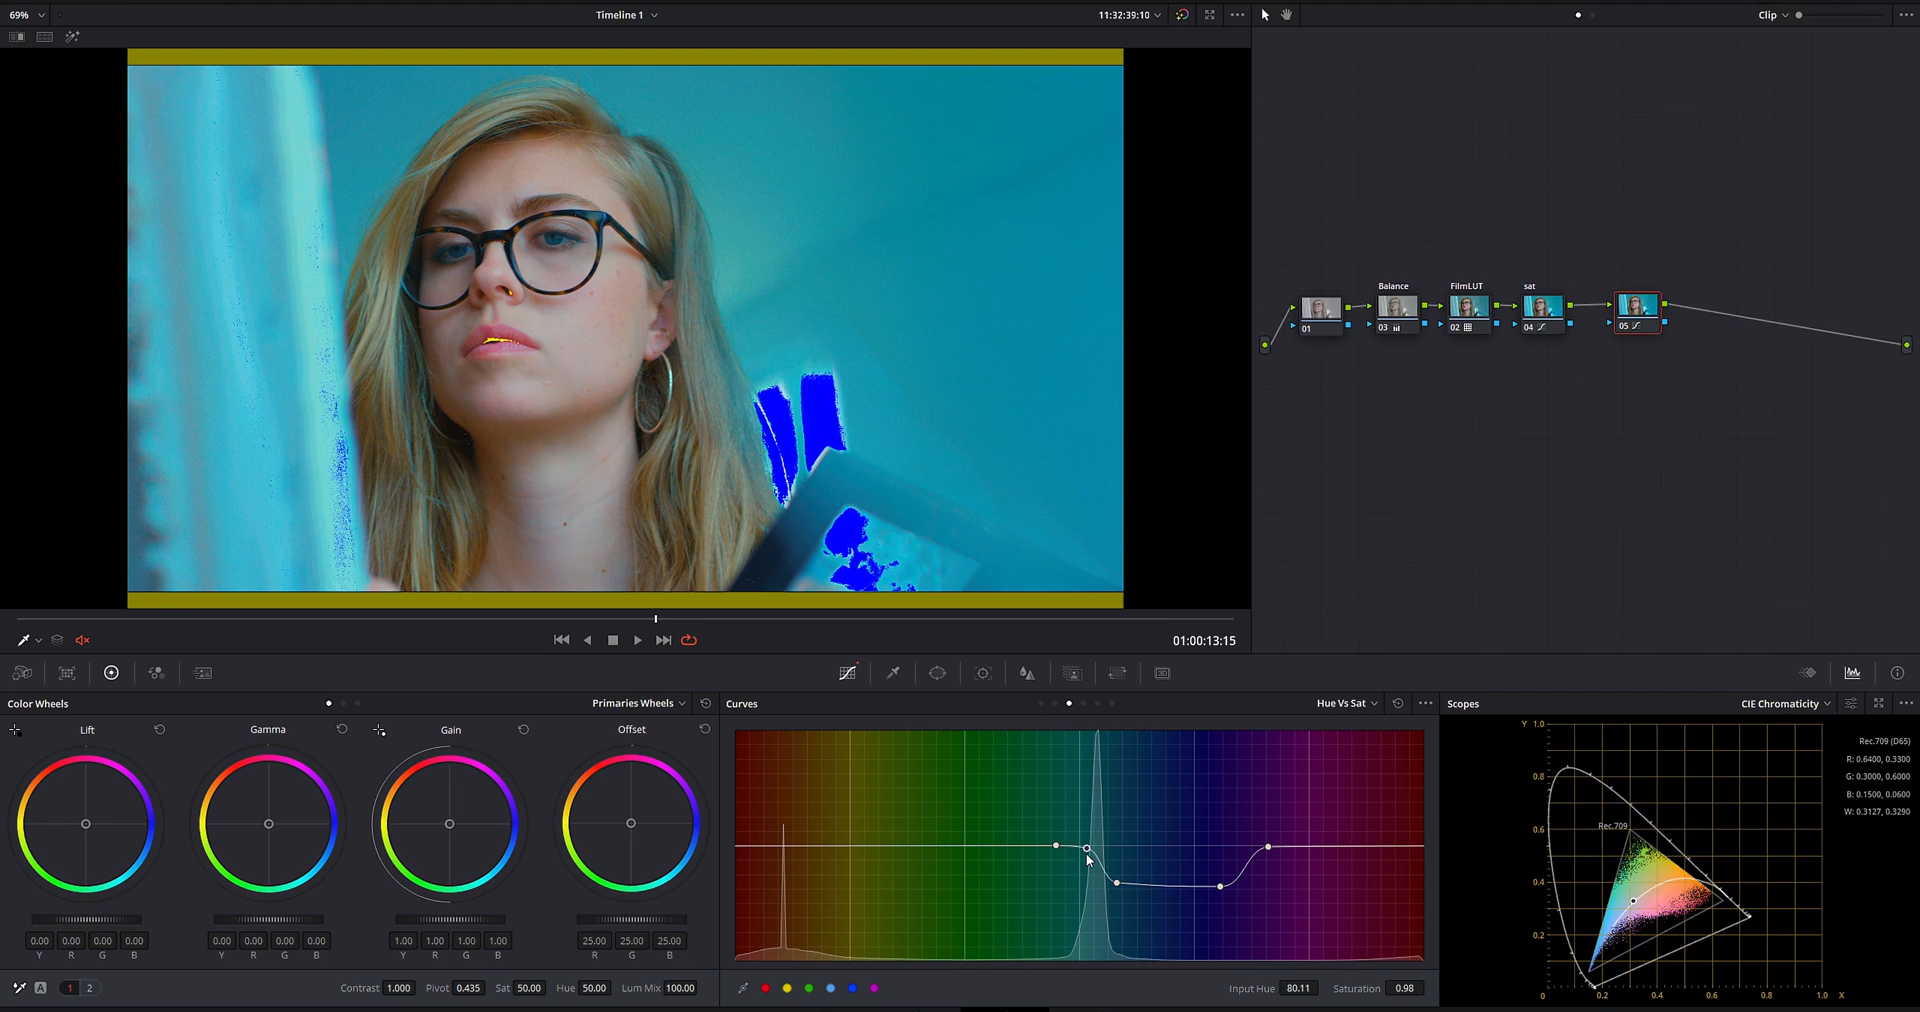 69%
Timeline 1
11:32:39:10
Clip
Balance
FilmLUT
sat
01
03
02
04
05
01:00:13:15
Color Wheels
Primaries Wheels
Curves
Hue Vs Sat
Scopes
CIE Chromaticity
Lift
Gamma
Gain
Offset
0.00 0.00 0.00 0.00
Y R G B
0.00 0.00 0.00 0.00
Y R G B
1.00 1.00 1.00 1.00
Y R G B
25.00 25.00 25.00
R G B
A
1 2
Contrast 1.000 Pivot 0.435 Sat 50.00 Hue 50.00 Lum Mix 100.00
Input Hue 80.11 Saturation 0.98
Y 1.0
0.8
0.6
0.4
0.2
0 0.2 0.4 0.6 0.8 1.0 X
Rec.709
Rec.709 (D65)
R: 0.6400, 0.3300
G: 0.3000, 0.6000
B: 0.1500, 0.0600
W: 0.3127, 0.3290